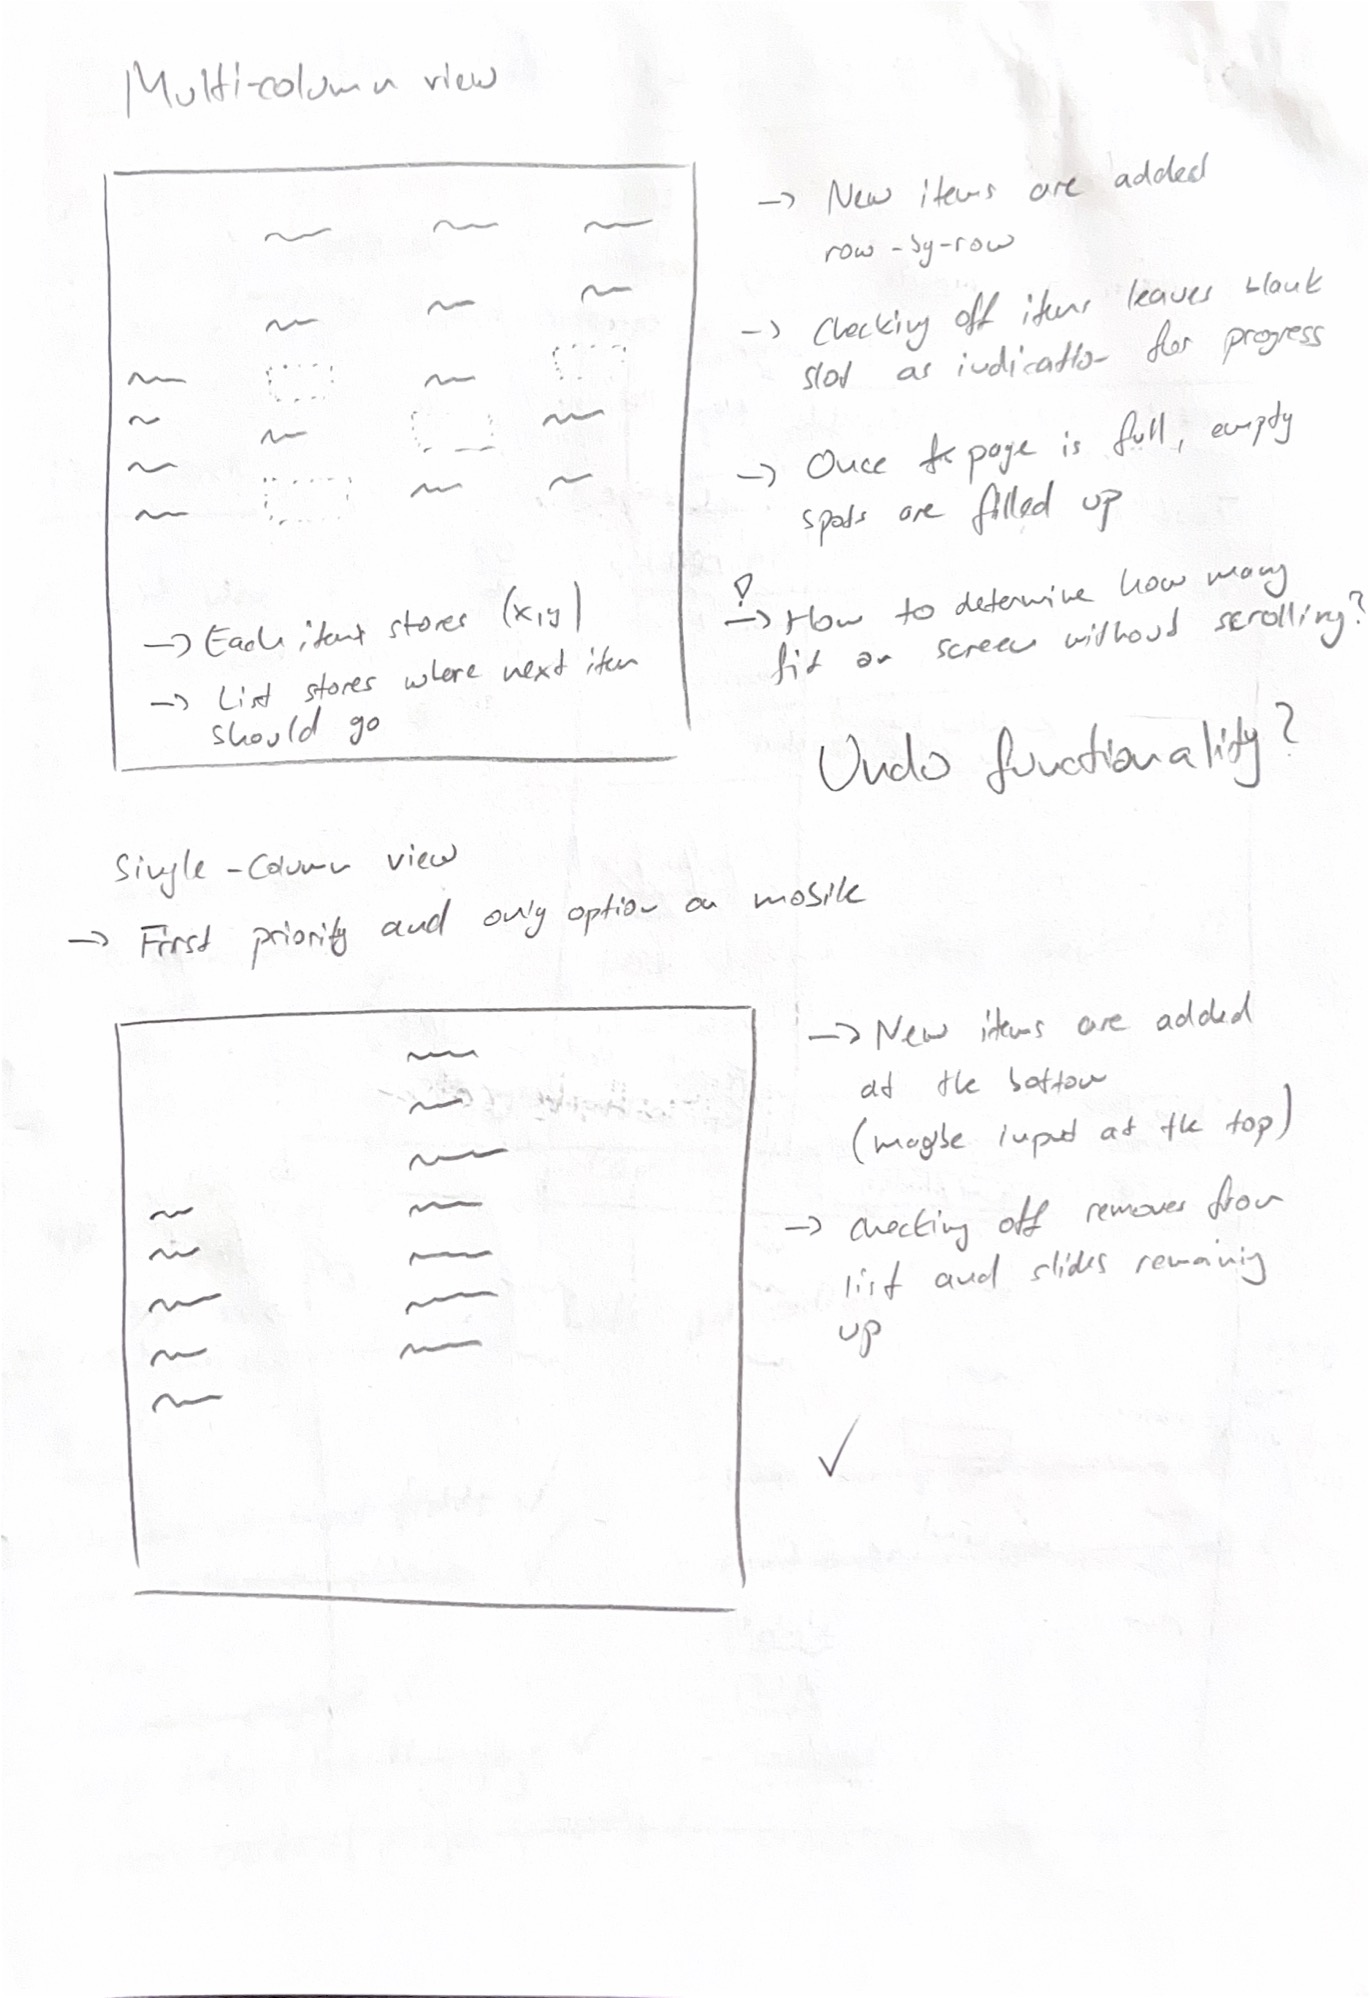 Multi-column view
→ New items are added
row-by-row
→ Checking off items leaves blank
slot as indication for progress
→ Once the page is full, empty
spots are filled up
! → How to determine how many
fit on screen without scrolling?
→ Each item stores (x,y)
→ List stores where next item
should go
Undo functionality?
Single-Column view
→ First priority and only option on mobile
→ New items are added
at the bottom
(maybe input at the top)
→ checking off removes from
list and slides remaining
up
✓